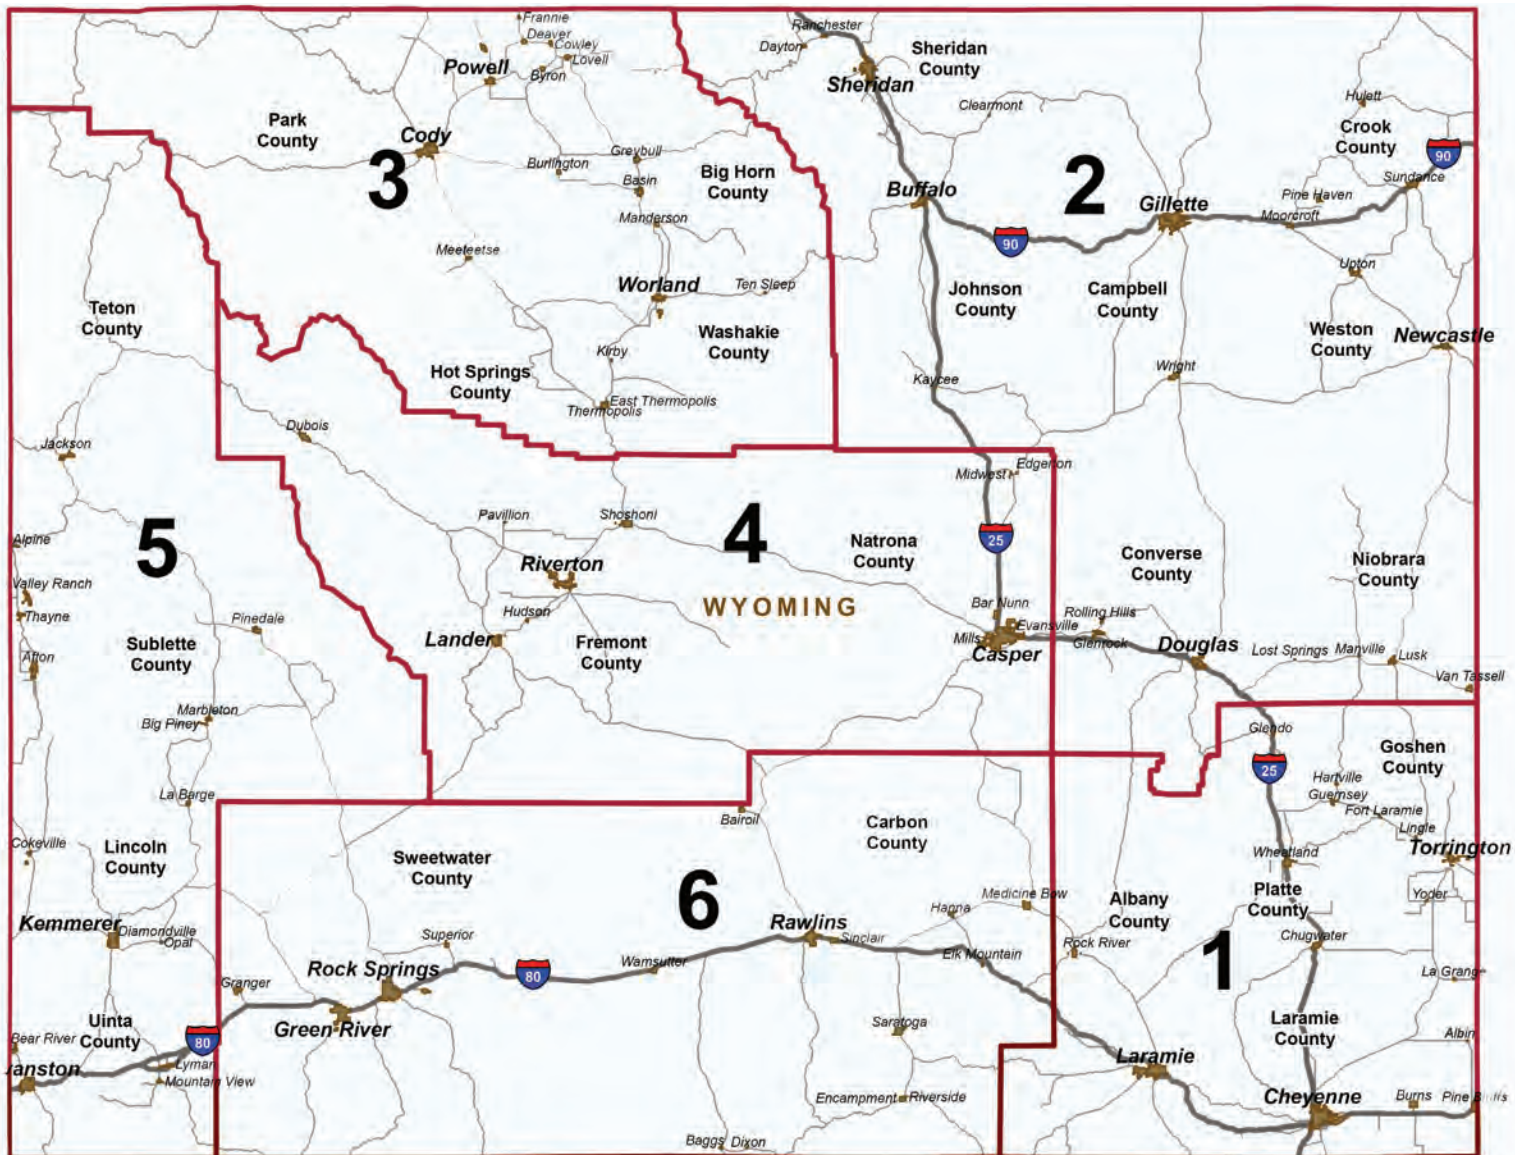 Frannie
Deaver
Cowley
Lovell
Byron
Powell
Ranchester
Dayton
Sheridan
County
Sheridan
Clearmont
Hulett
Crook
County
90
Park
County
Cody
3
Burlington
Greybull
Basin
Big Horn
County
Buffalo
2
Gillette
Pine Haven
Sundance
Moorcroft
Manderson
90
Meeteetse
Upton
Worland
Ten Sleep
Johnson
County
Campbell
County
Teton
County
Washakie
County
Weston
County
Newcastle
Kirby
Hot Springs
County
East Thermopolis
Thermopolis
Kaycee
Wright
Dubois
Jackson
Midwest
Edgerton
5
Pavillion
Shoshoni
4
Natrona
County
25
Alpine
Riverton
Converse
County
Niobrara
County
Valley Ranch
Thayne
Pinedale
Hudson
WYOMING
Bar Nunn
Rolling Hills
Evansville
Lander
Fremont
County
Mills
Casper
Glenrock
Douglas
Lost Springs
Manville
Lusk
Van Tassell
Sublette
County
Afton
Marbleton
Big Piney
Glendo
25
Goshen
County
La Barge
Hartville
Guernsey
Fort Laramie
Bairoil
Carbon
County
Lingle
Torrington
Cokeville
Lincoln
County
Sweetwater
County
Wheatland
6
Medicine Bow
Hanna
Albany
County
Platte
County
Yoder
Kemmerer
Diamondville
Opal
Superior
Rawlins
Sinclair
Elk Mountain
Rock River
1
Chugwater
Rock Springs
80
Wamsutter
La Grange
Granger
Green River
Uinta
County
80
Saratoga
Laramie
County
Albin
Bear River
Lyman
Mountain View
anston
Laramie
Encampment
Riverside
Cheyenne
Burns
Pine Bluffs
Baggs
Dixon